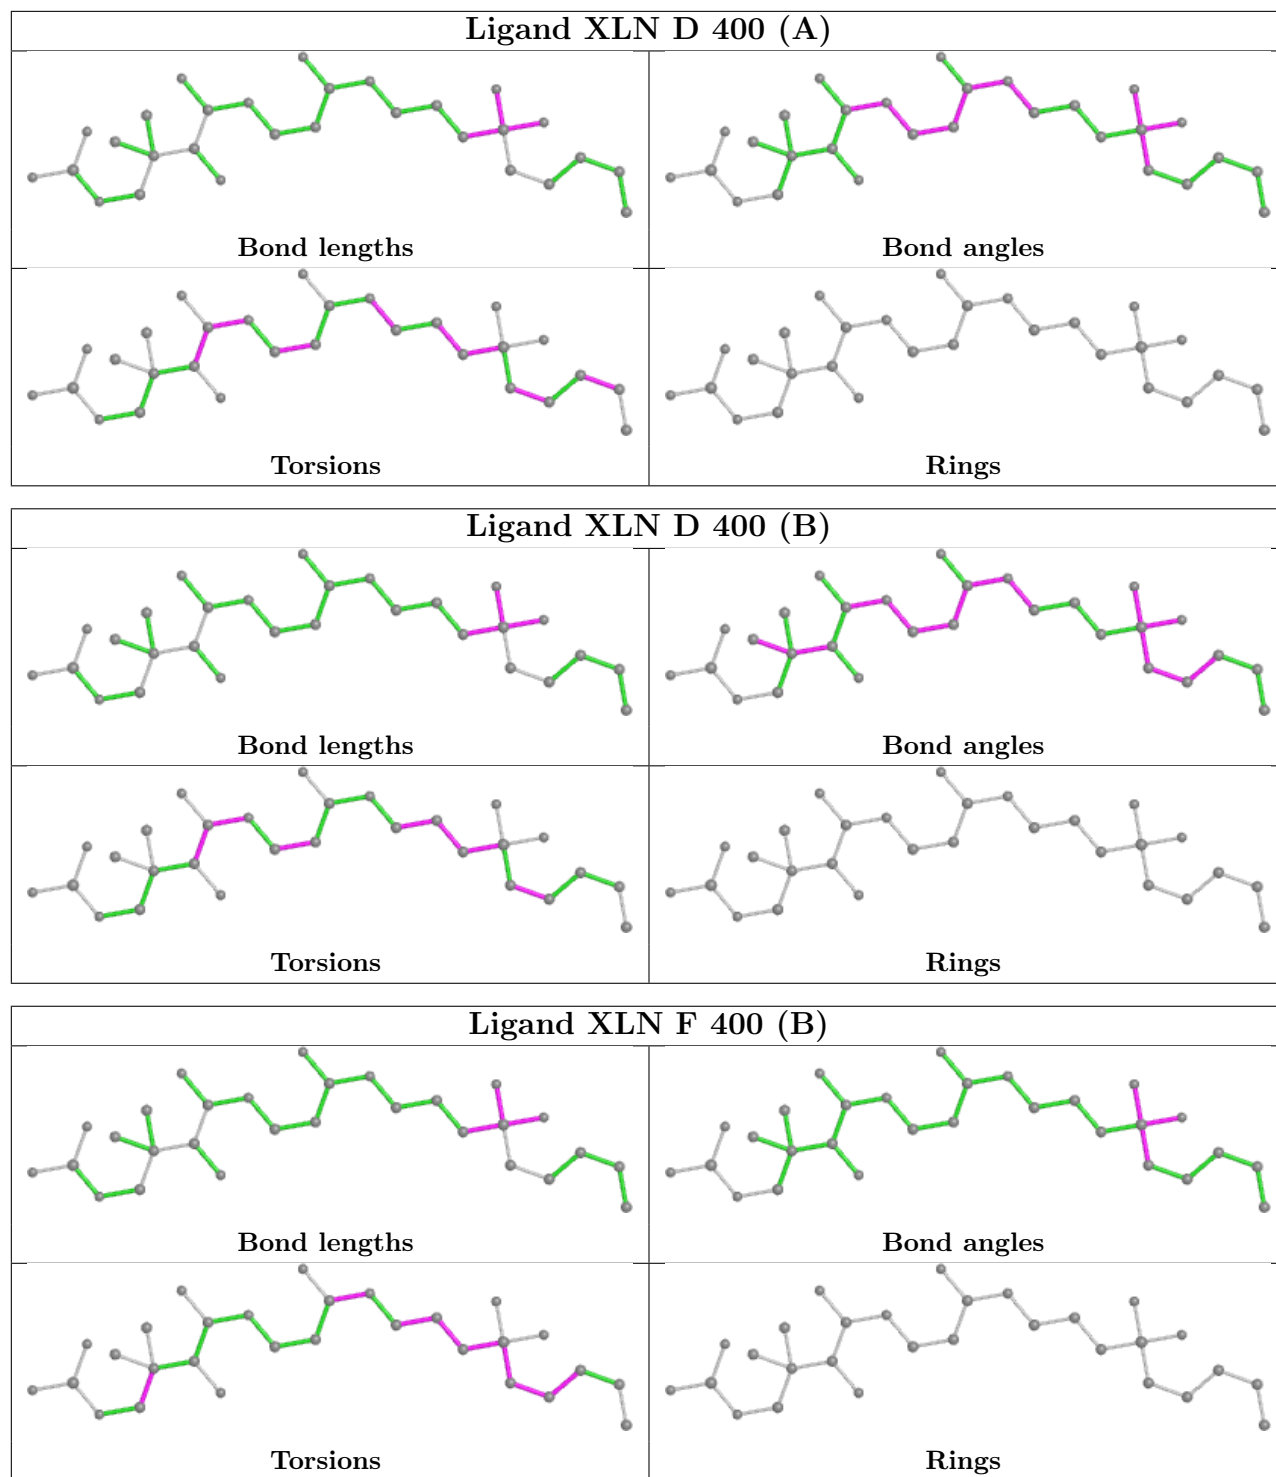 Ligand XLN D 400 (A)
Bond lengths
Bond angles
Torsions
Rings
Ligand XLN D 400 (B)
Bond lengths
Bond angles
Torsions
Rings
Ligand XLN F 400 (B)
Bond lengths
Bond angles
Torsions
Rings